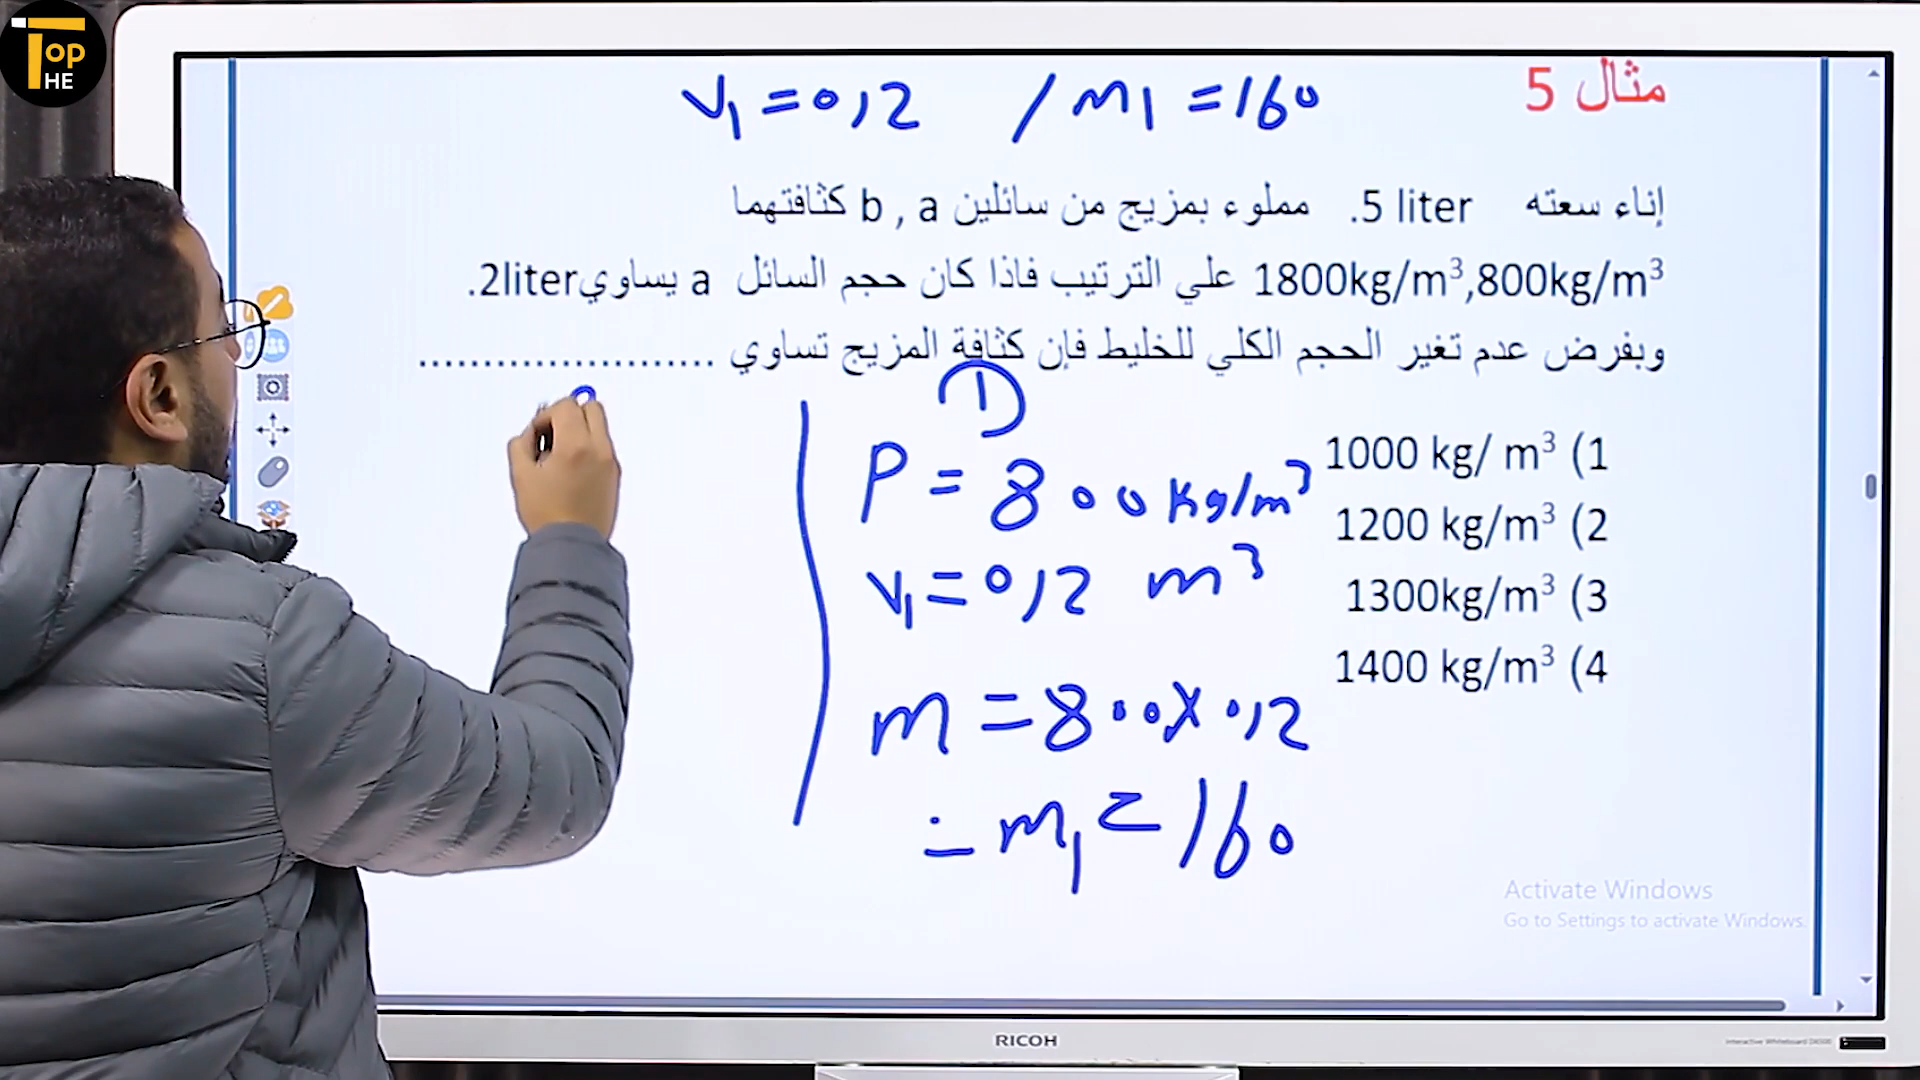 Top
HE
مثال 5
v₁ = 0,2 / m₁ = 160
إناء سعته 5 liter. مملوء بمزيج من سائلين b , a كثافتهما
1800kg/m³,800kg/m³ علي الترتيب فاذا كان حجم السائل a يساوي 2liter.
وبفرض عدم تغير الحجم الكلي للخليط فإن كثافة المزيج تساوي ......................
①
P = 800 kg/m³
v₁ = 0,2 m³
m = 800 x 0,2
= m₁ = 160
1000 kg/ m³ (1
1200 kg/m³ (2
1300kg/m³ (3
1400 kg/m³ (4
Activate Windows
Go to Settings to activate Windows.
RICOH